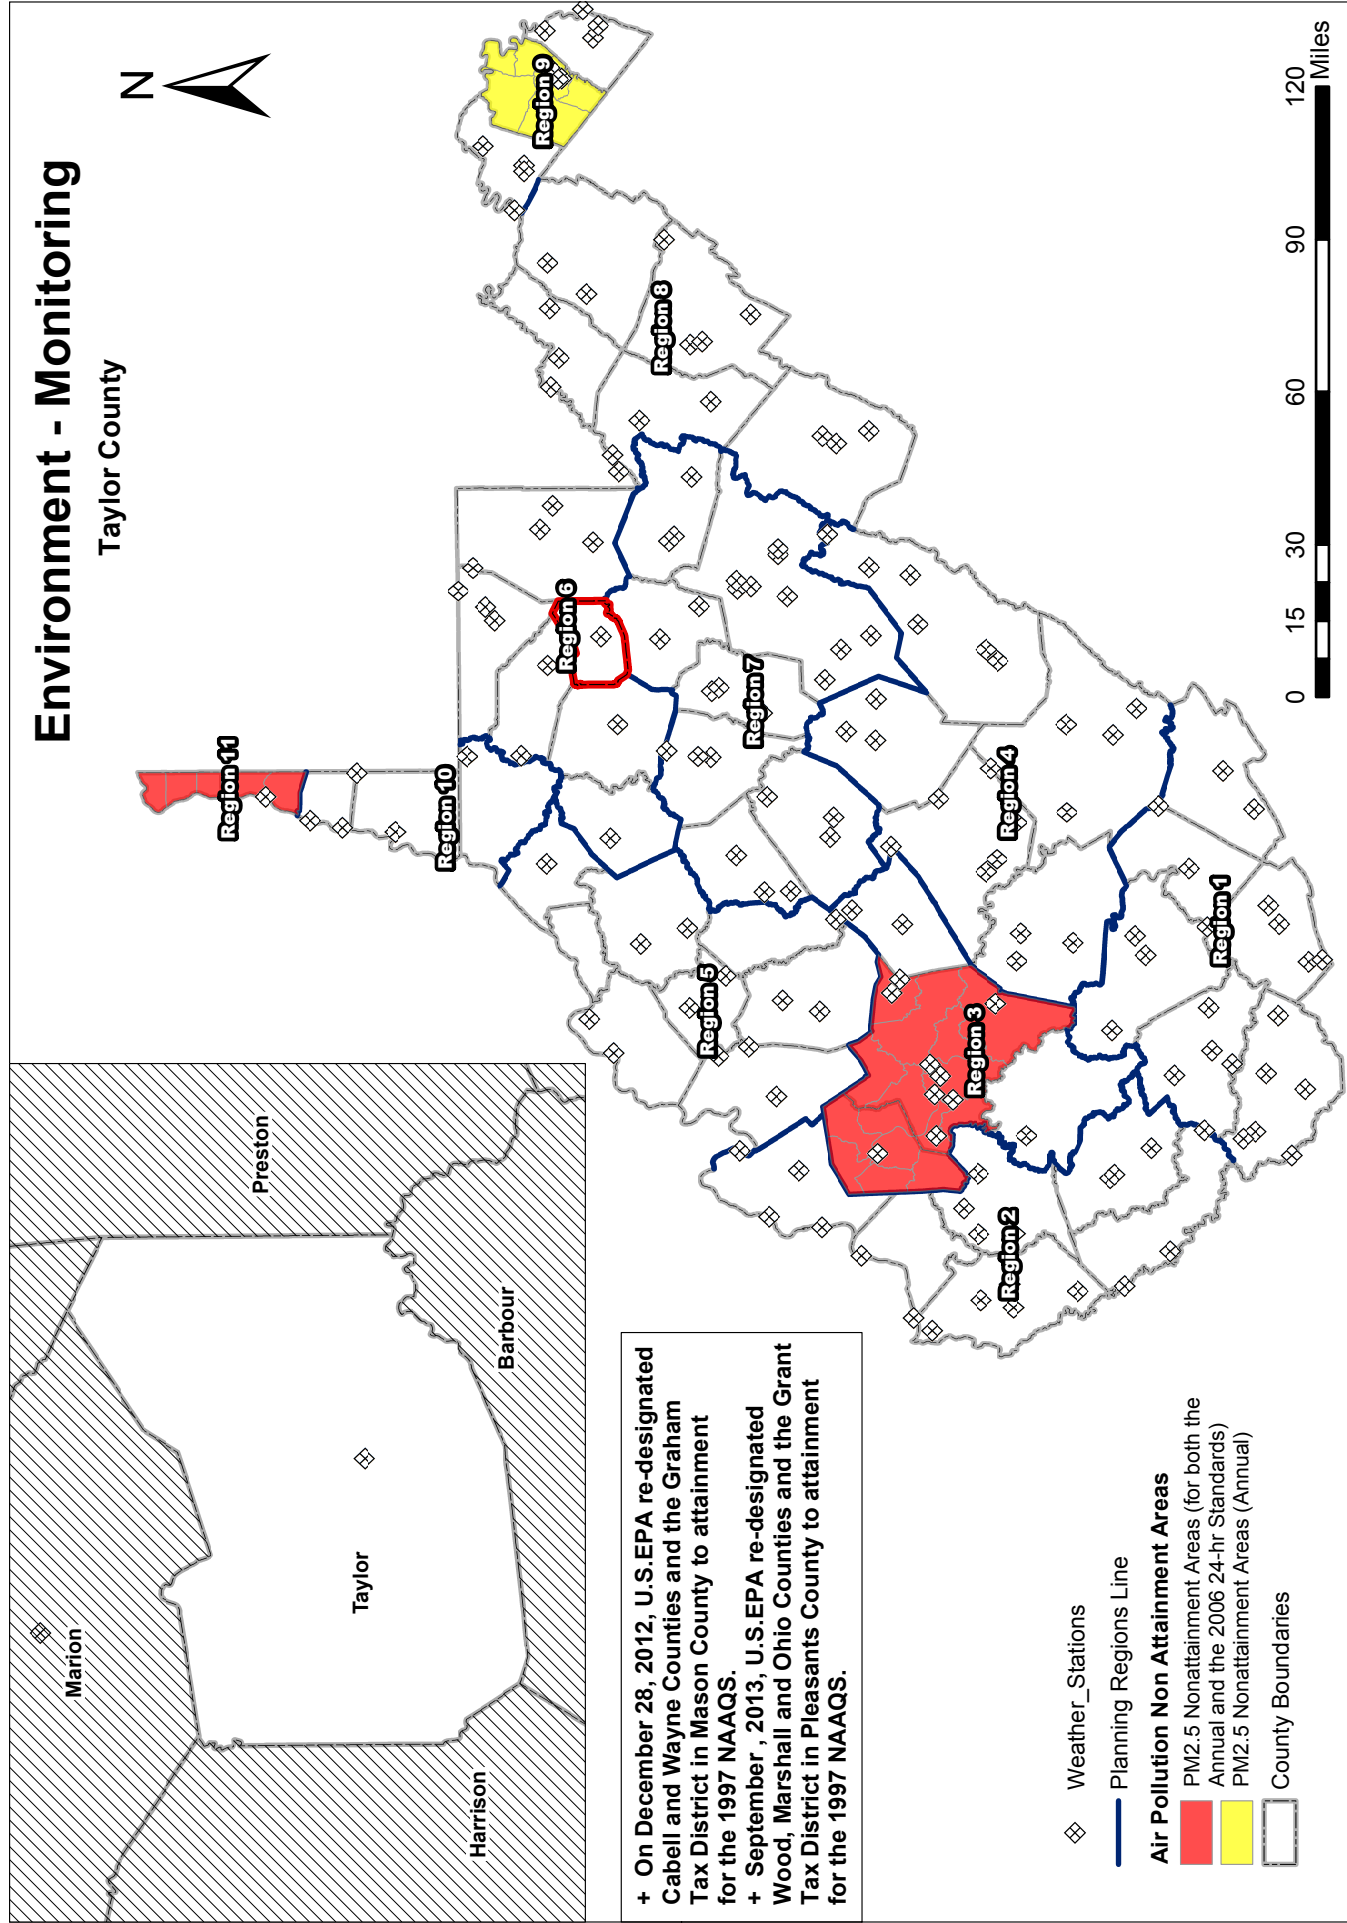 Environment - Monitoring
Taylor County
N
Marion
Preston
Taylor
Harrison
Barbour
+ On December 28, 2012, U.S.EPA re-designated
Cabell and Wayne Counties and the Graham
Tax District in Mason County to attainment
for the 1997 NAAQS.
+ September , 2013, U.S.EPA re-designated
Wood, Marshall and Ohio Counties and the Grant
Tax District in Pleasants County to attainment
for the 1997 NAAQS.
Region 11
Region 10
Region 9
Region 6
Region 8
Region 5
Region 7
Region 3
Region 4
Region 2
Region 1
Weather_Stations
Planning Regions Line
Air Pollution Non Attainment Areas
PM2.5 Nonattainment Areas (for both the
Annual and the 2006 24-hr Standards)
PM2.5 Nonattainment Areas (Annual)
County Boundaries
0 15 30 60 90 120
Miles